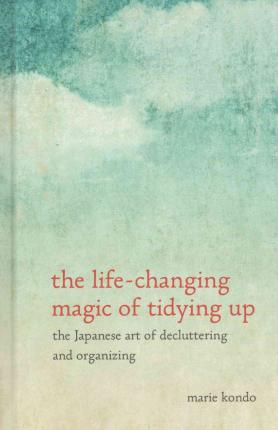 the life-changing
magic of tidying up
the Japanese art of decluttering
and organizing
marie kondo